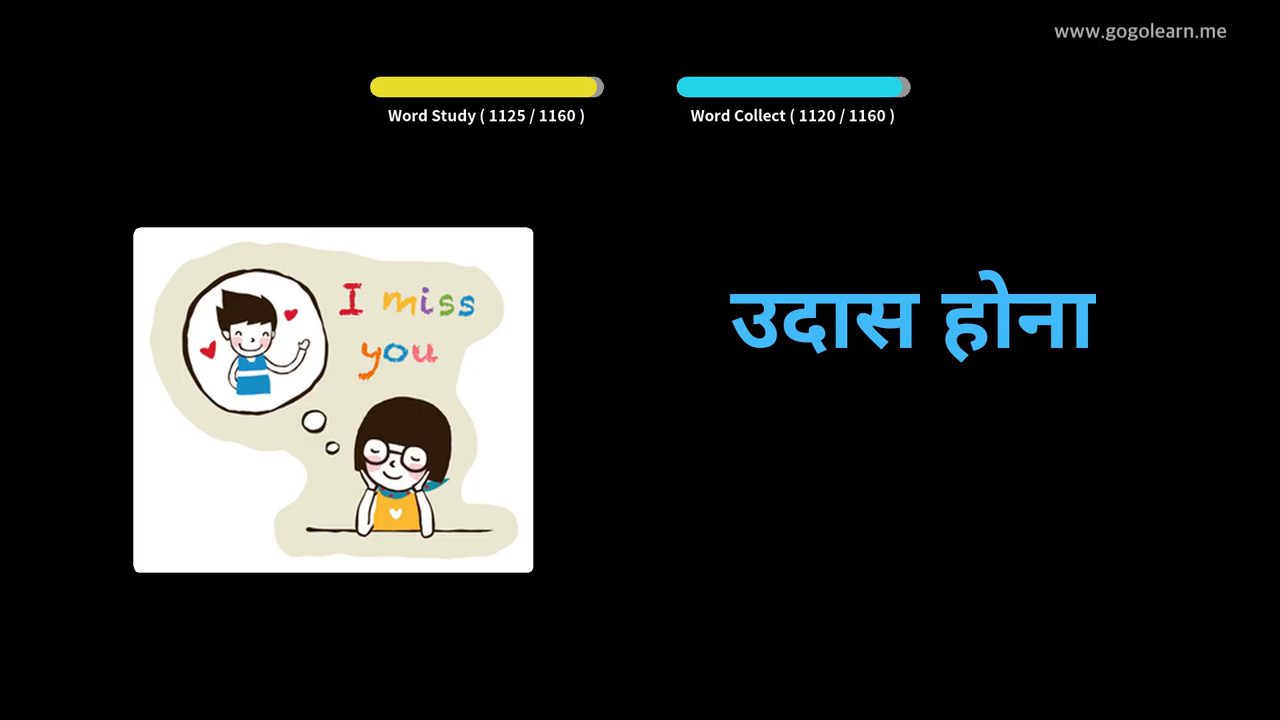 www.gogolearn.me
Word Study ( 1125 / 1160 )
Word Collect ( 1120 / 1160 )
I miss
you
उदास होना